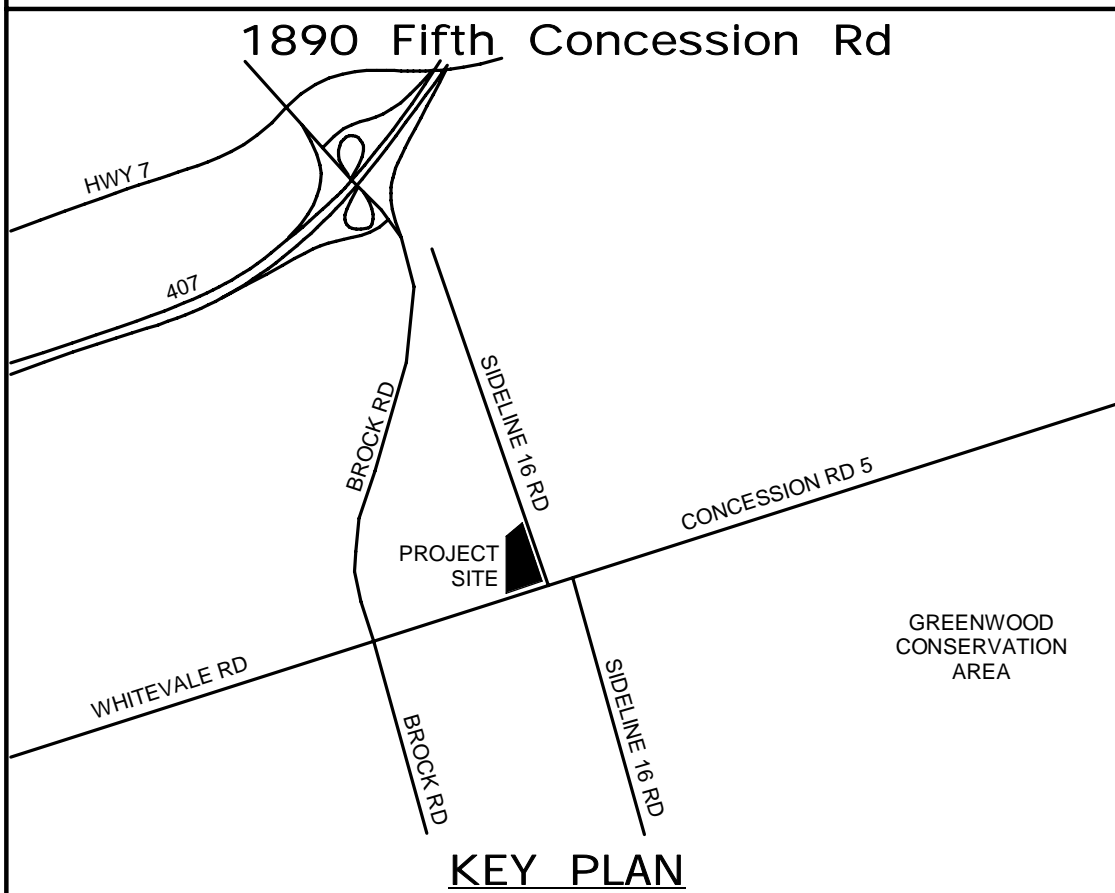 1890 Fifth Concession Rd
HWY 7
407
SIDELINE 16 RD
BROCK RD
CONCESSION RD 5
PROJECT
SITE
GREENWOOD
CONSERVATION
AREA
WHITEVALE RD
SIDELINE 16 RD
BROCK RD
KEY PLAN